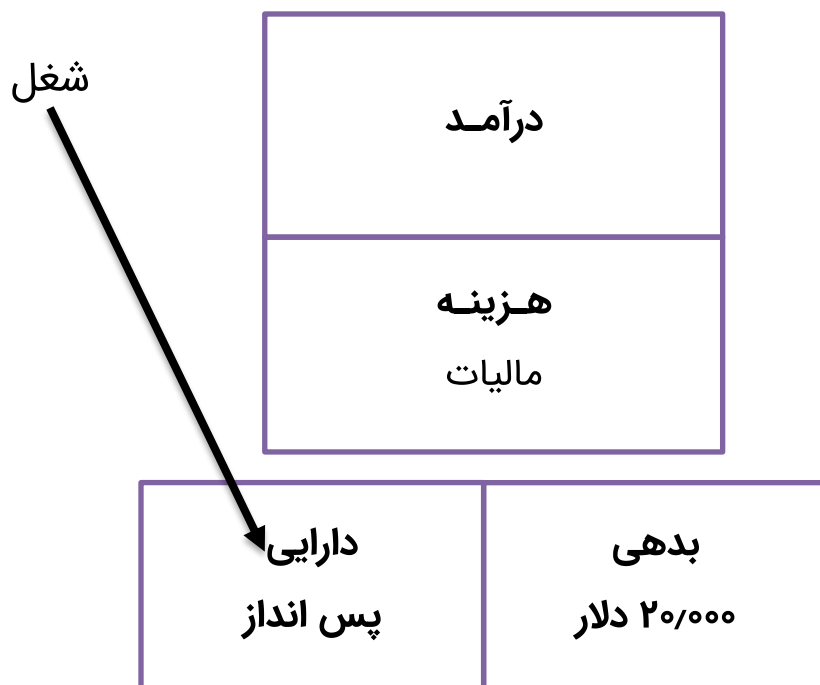 شغل
درآمـد
هـزینـه
مالیات
دارایی
پس انداز
بدهی
۲۰٫۰۰۰ دلار